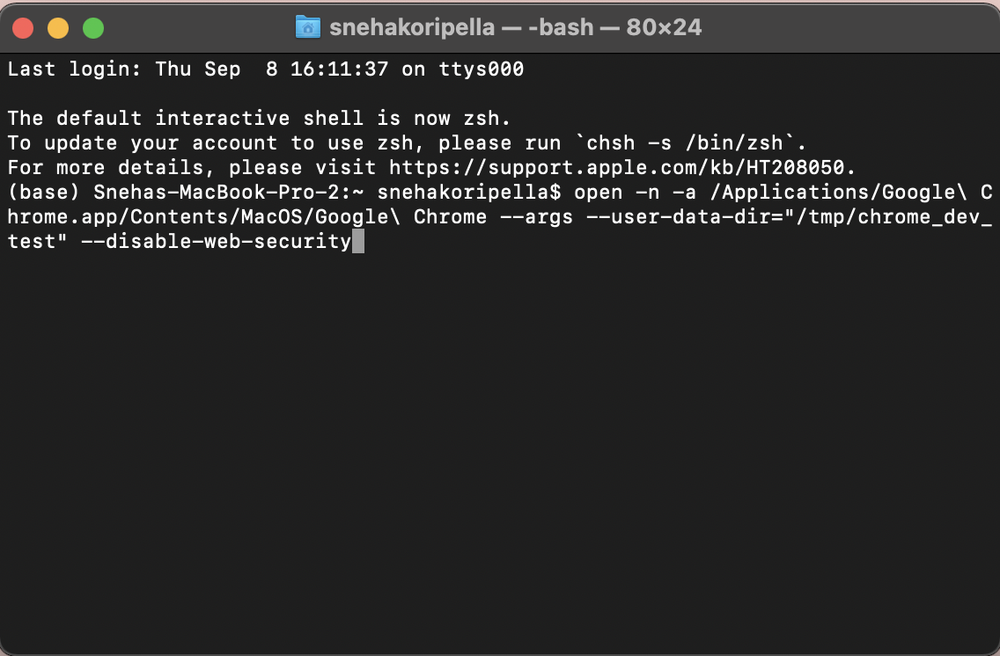 snehakoripella — -bash — 80×24
Last login: Thu Sep  8 16:11:37 on ttys000
The default interactive shell is now zsh.
To update your account to use zsh, please run `chsh -s /bin/zsh`.
For more details, please visit https://support.apple.com/kb/HT208050.
(base) Snehas-MacBook-Pro-2:~ snehakoripella$ open -n -a /Applications/Google\ C
hrome.app/Contents/MacOS/Google\ Chrome --args --user-data-dir="/tmp/chrome_dev_
test" --disable-web-security